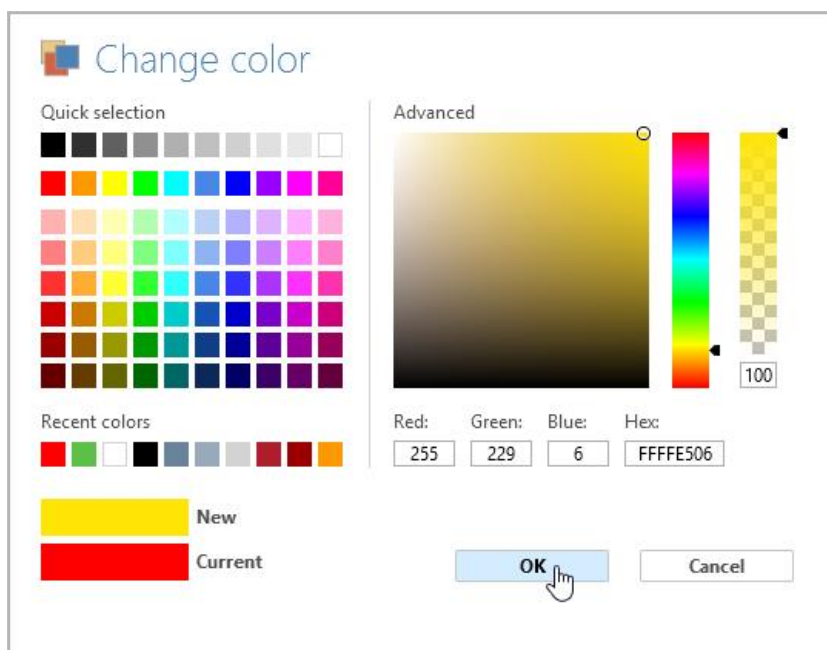 Change color
Quick selection
Advanced
100
Recent colors
Red: Green: Blue: Hex:
255 229 6 FFFFE506
New
Current
OK Cancel